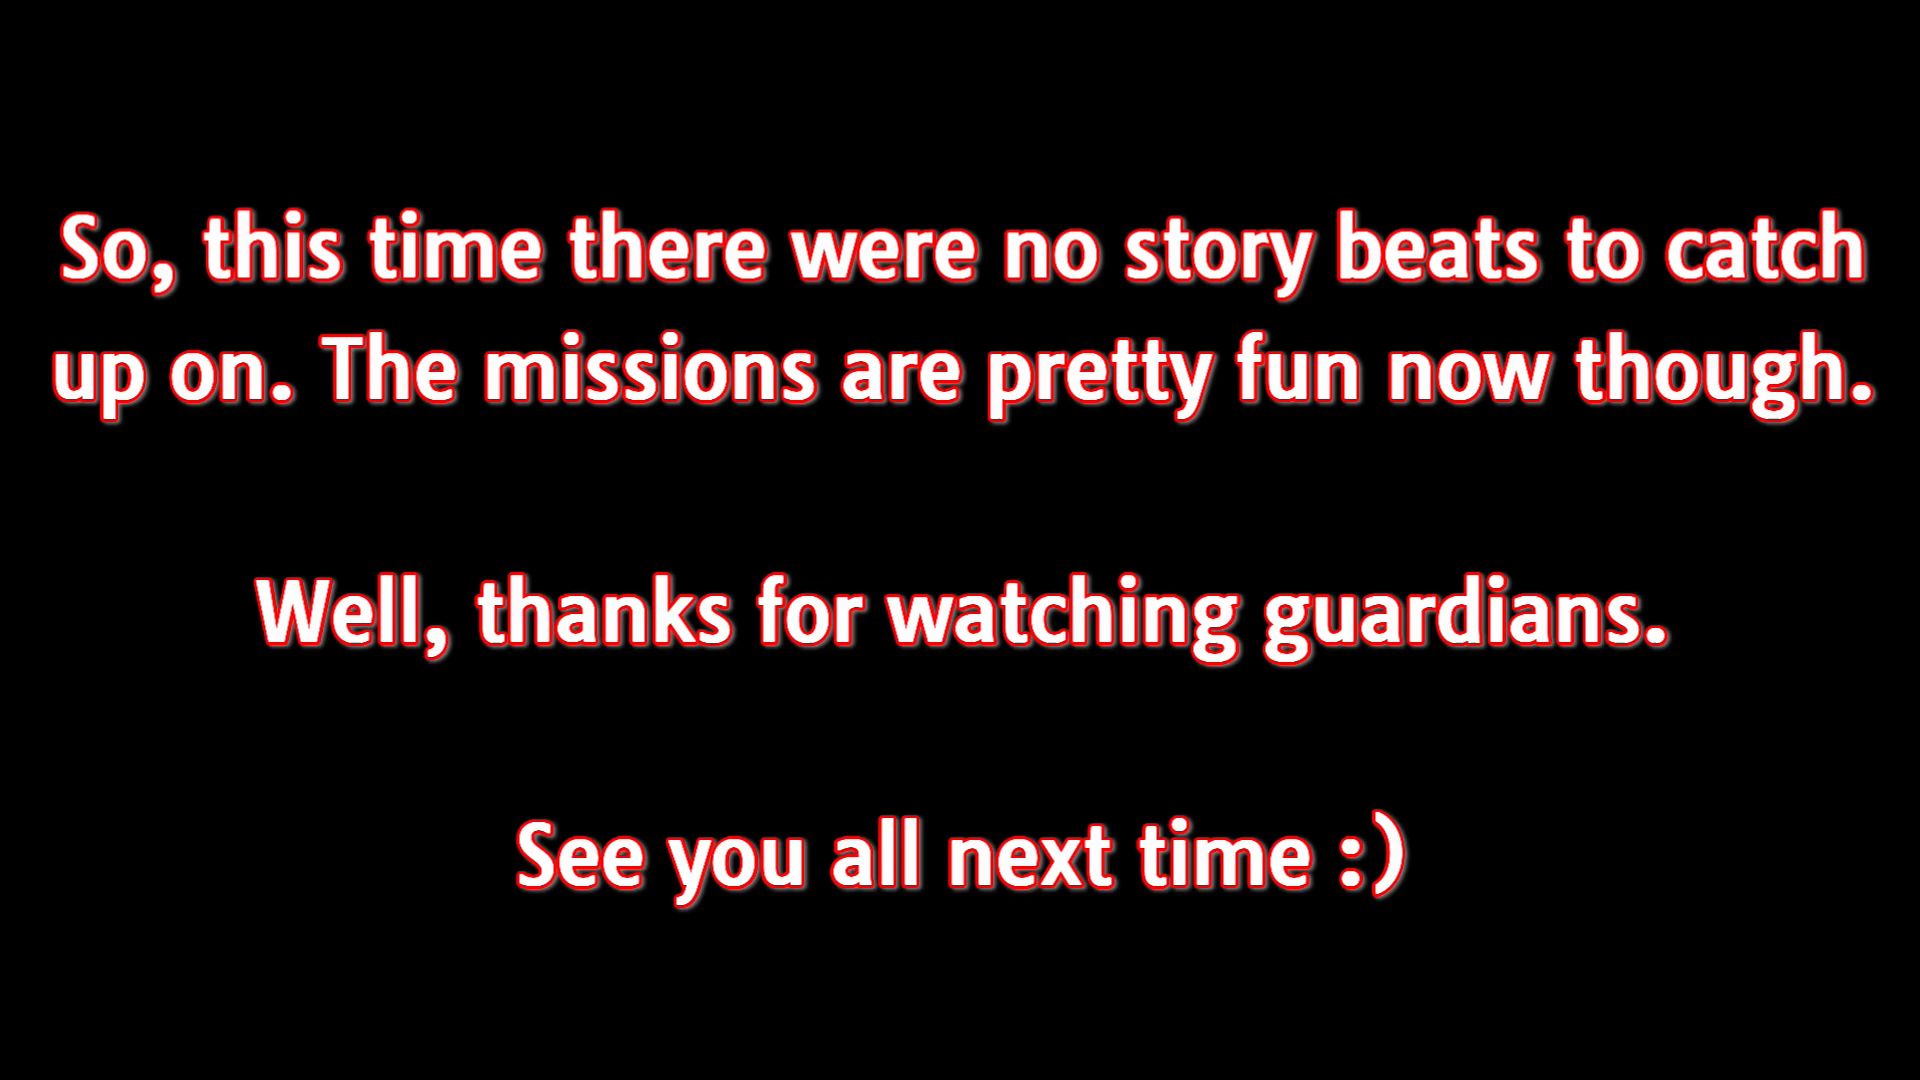 So, this time there were no story beats to catch
up on. The missions are pretty fun now though.
Well, thanks for watching guardians.
See you all next time :)